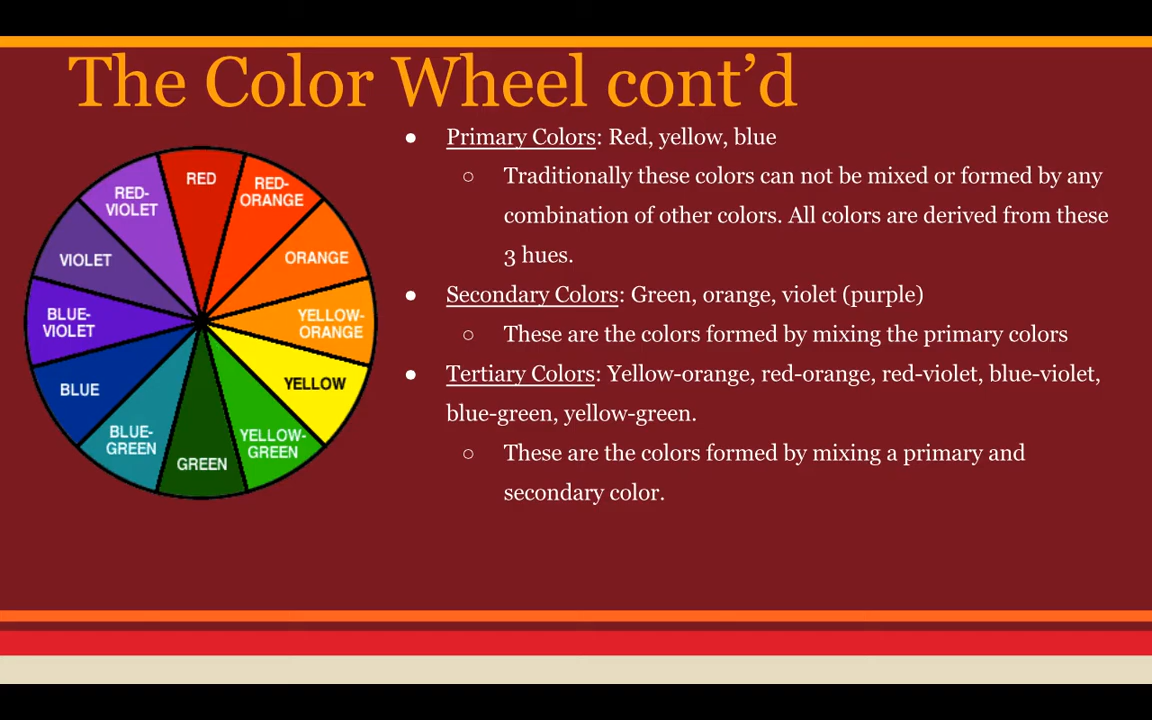 The Color Wheel cont’d
● Primary Colors: Red, yellow, blue
○ Traditionally these colors can not be mixed or formed by any
combination of other colors. All colors are derived from these
3 hues.
● Secondary Colors: Green, orange, violet (purple)
○ These are the colors formed by mixing the primary colors
● Tertiary Colors: Yellow-orange, red-orange, red-violet, blue-violet,
blue-green, yellow-green.
○ These are the colors formed by mixing a primary and
secondary color.
RED
RED-
ORANGE
ORANGE
YELLOW-
ORANGE
YELLOW
YELLOW-
GREEN
GREEN
BLUE-
GREEN
BLUE
BLUE-
VIOLET
VIOLET
RED-
VIOLET